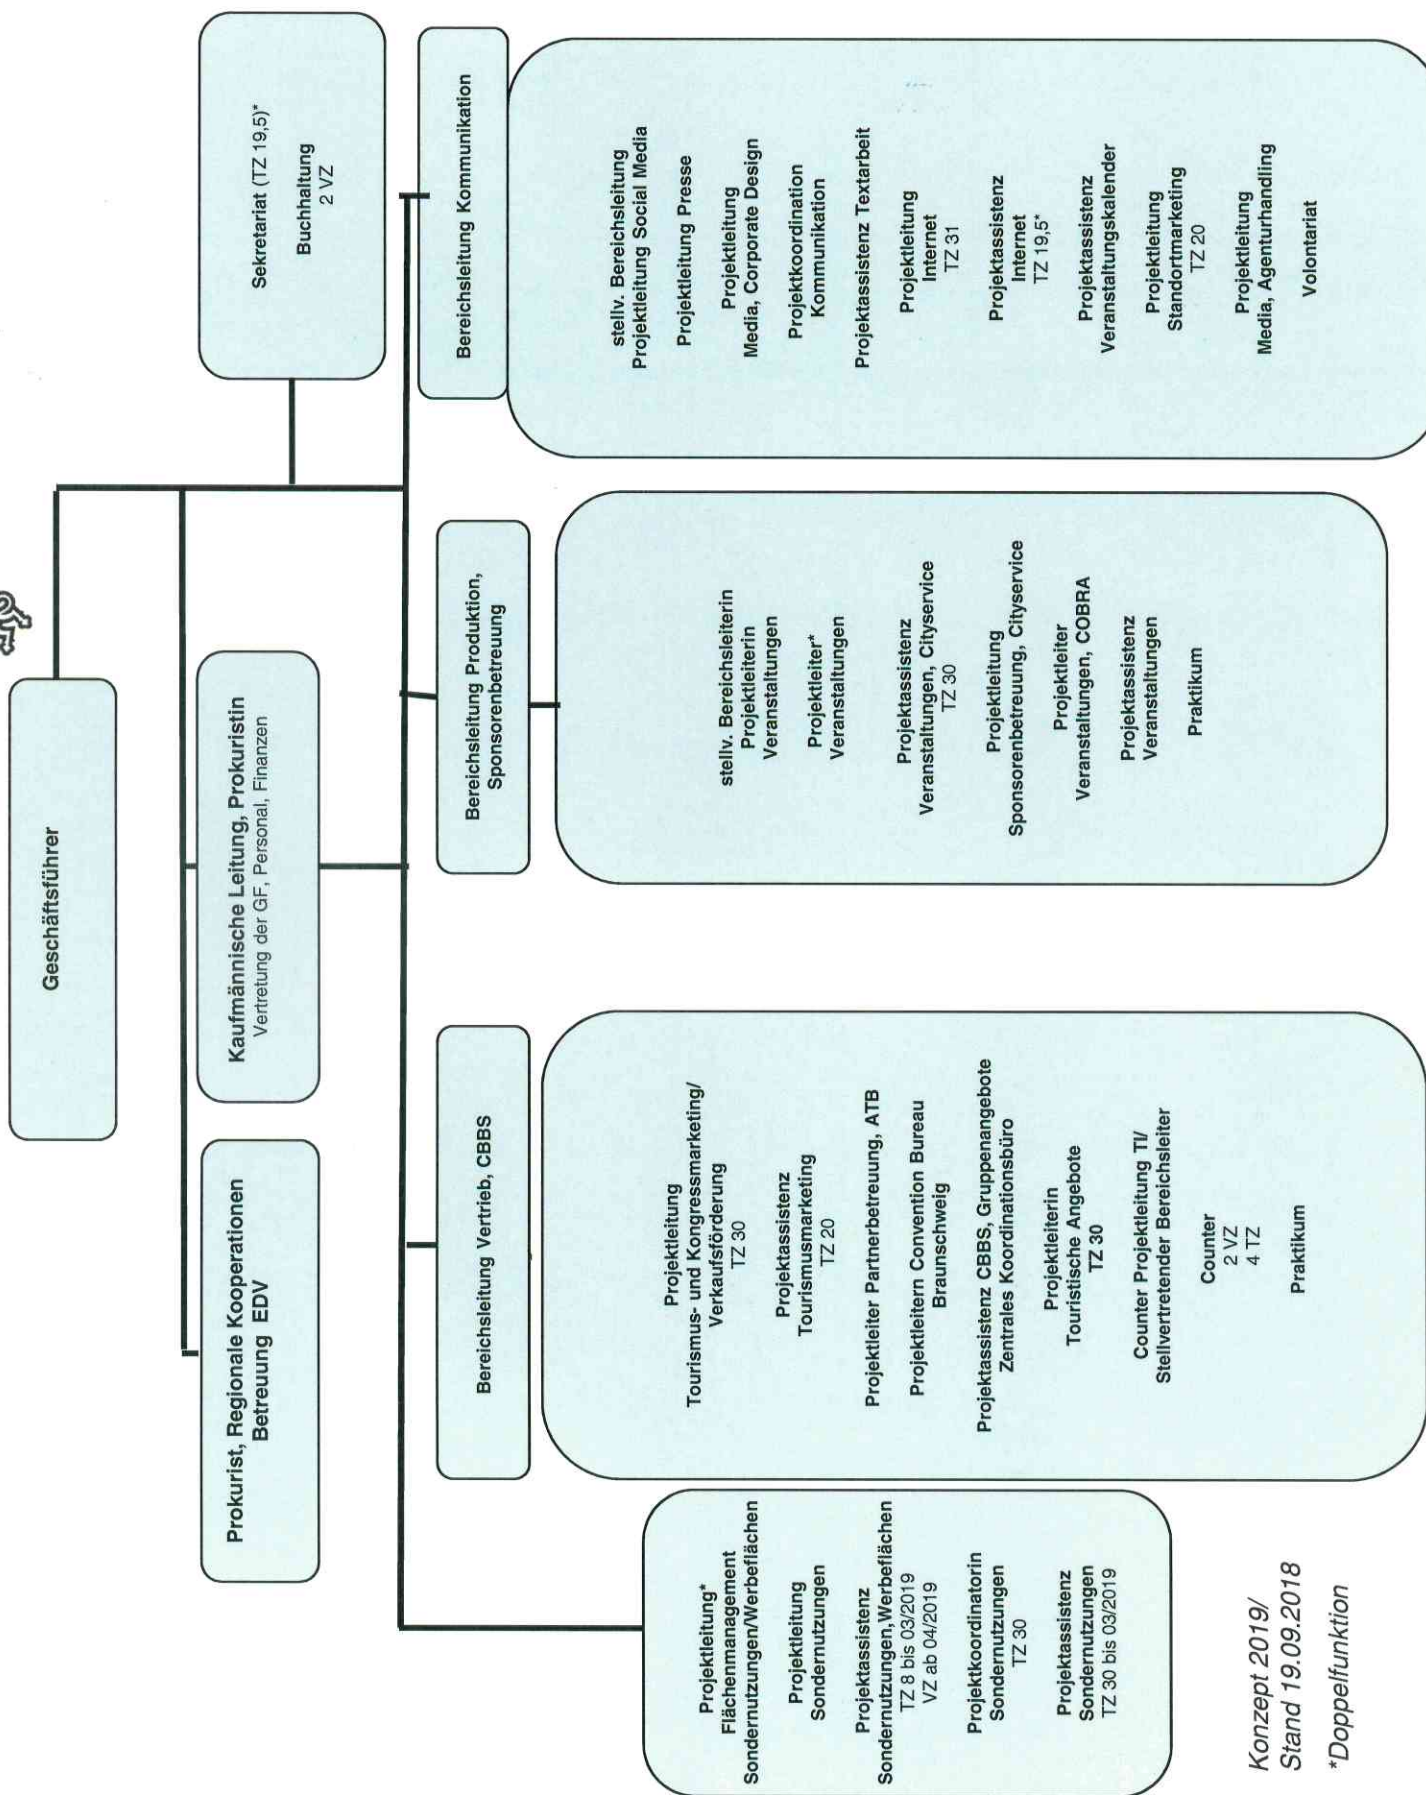 Geschäftsführer
Prokurist, Regionale Kooperationen
Betreuung EDV
Kaufmännische Leitung, Prokuristin
Vertretung der GF, Personal, Finanzen
Sekretariat (TZ 19,5)*
Buchhaltung
2 VZ
Projektleitung*
Flächenmanagement
Sondernutzungen/Werbeflächen
Projektleitung
Sondernutzungen
Projektassistenz
Sondernutzungen,Werbeflächen
TZ 8 bis 03/2019
VZ ab 04/2019
Projektkoordinatorin
Sondernutzungen
TZ 30
Projektassistenz
Sondernutzungen
TZ 30 bis 03/2019
Bereichsleitung Vertrieb, CBBS
Projektleitung
Tourismus- und Kongressmarketing/
Verkaufsförderung
TZ 30
Projektassistenz
Tourismusmarketing
TZ 20
Projektleiter Partnerbetreuung, ATB
Projektleitern Convention Bureau
Braunschweig
Projektassistenz CBBS, Gruppenangebote
Zentrales Koordinationsbüro
Projektleiterin
Touristische Angebote
TZ 30
Counter Projektleitung TI/
Stellvertretender Bereichsleiter
Counter
2 VZ
4 TZ
Praktikum
Bereichsleitung Produktion,
Sponsorenbetreuung
stellv. Bereichsleiterin
Projektleiterin
Veranstaltungen
Projektleiter*
Veranstaltungen
Projektassistenz
Veranstaltungen, Cityservice
TZ 30
Projektleitung
Sponsorenbetreuung, Cityservice
Projektleiter
Veranstaltungen, COBRA
Projektassistenz
Veranstaltungen
Praktikum
Bereichsleitung Kommunikation
stellv. Bereichsleitung
Projektleitung Social Media
Projektleitung Presse
Projektleitung
Media, Corporate Design
Projektkoordination
Kommunikation
Projektassistenz Textarbeit
Projektleitung
Internet
TZ 31
Projektassistenz
Internet
TZ 19,5*
Projektassistenz
Veranstaltungskalender
Projektleitung
Standortmarketing
TZ 20
Projektleitung
Media, Agenturhandling
Volontariat
Konzept 2019/
Stand 19.09.2018
*Doppelfunktion